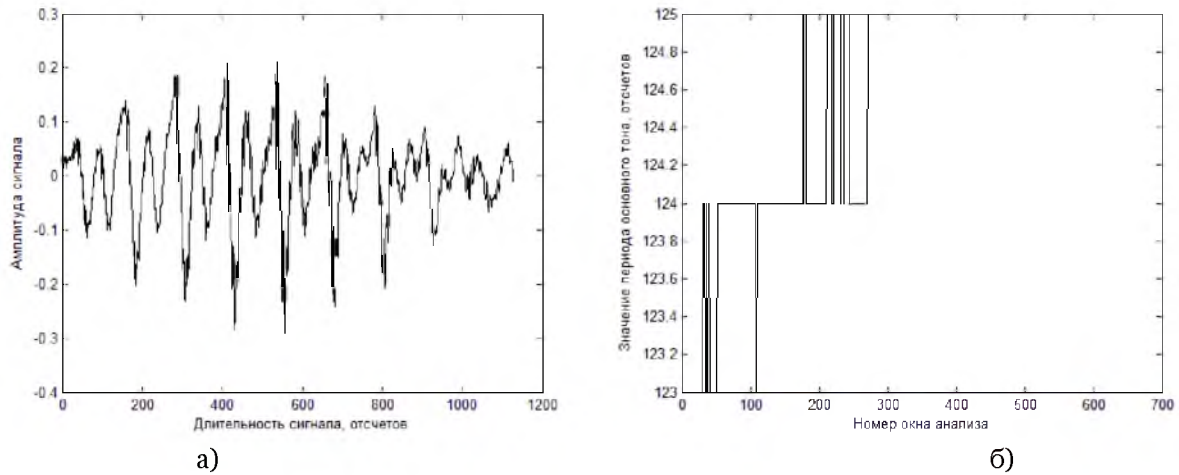 0.3
0.2
0.1
0
-0.1
-0.2
-0.3
-0.4
Амплитуда сигнала
0 200 400 600 800 1000 1200
Длительность сигнала, отсчетов
а)
125
124.8
124.6
124.4
124.2
124
123.8
123.6
123.4
123.2
123
Значение периода основного тона, отсчетов
0 100 200 300 400 500 600 700
Номер окна анализа
б)